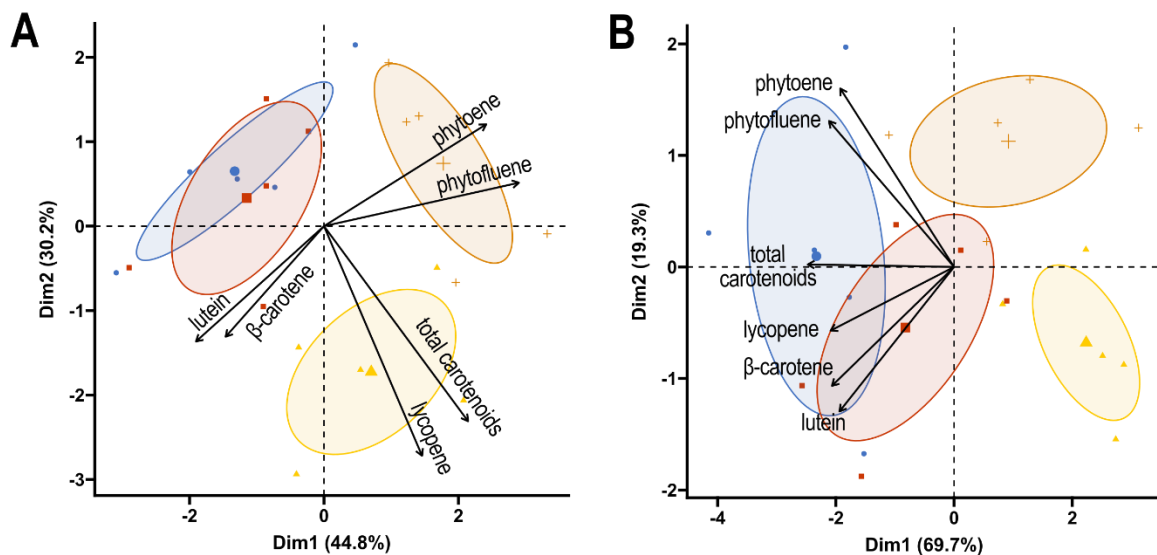 A
2
1
0
-1
-2
-3
Dim2 (30.2%)
phytoene
phytofluene
lutein
β-carotene
total carotenoids
lycopene
-2
0
2
Dim1 (44.8%)
B
2
1
0
-1
-2
Dim2 (19.3%)
phytoene
phytofluene
total
carotenoids
lycopene
β-carotene
lutein
-4
-2
0
2
Dim1 (69.7%)